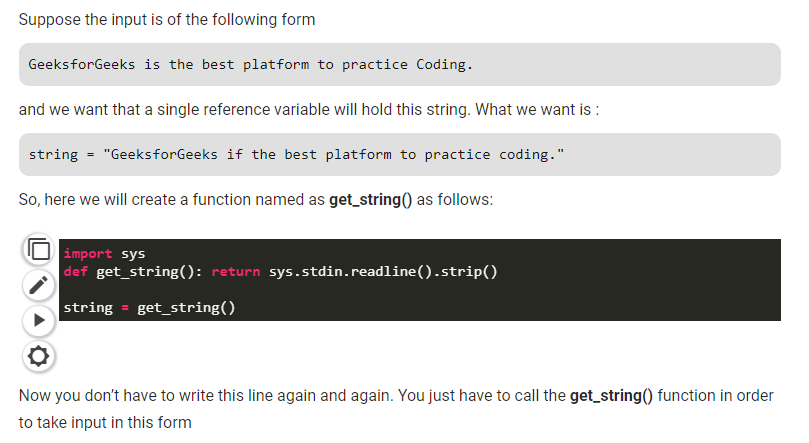 Suppose the input is of the following form
GeeksforGeeks is the best platform to practice Coding.
and we want that a single reference variable will hold this string. What we want is :
string = "GeeksforGeeks if the best platform to practice coding."
So, here we will create a function named as get_string() as follows:
import sys
def get_string(): return sys.stdin.readline().strip()
string = get_string()
Now you don’t have to write this line again and again. You just have to call the get_string() function in order
to take input in this form